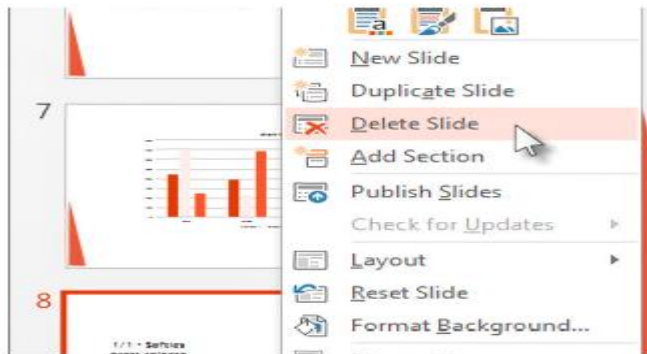 New Slide
Duplicate Slide
7
Delete Slide
Add Section
Publish Slides
Check for Updates
Layout
8
Reset Slide
Format Background...